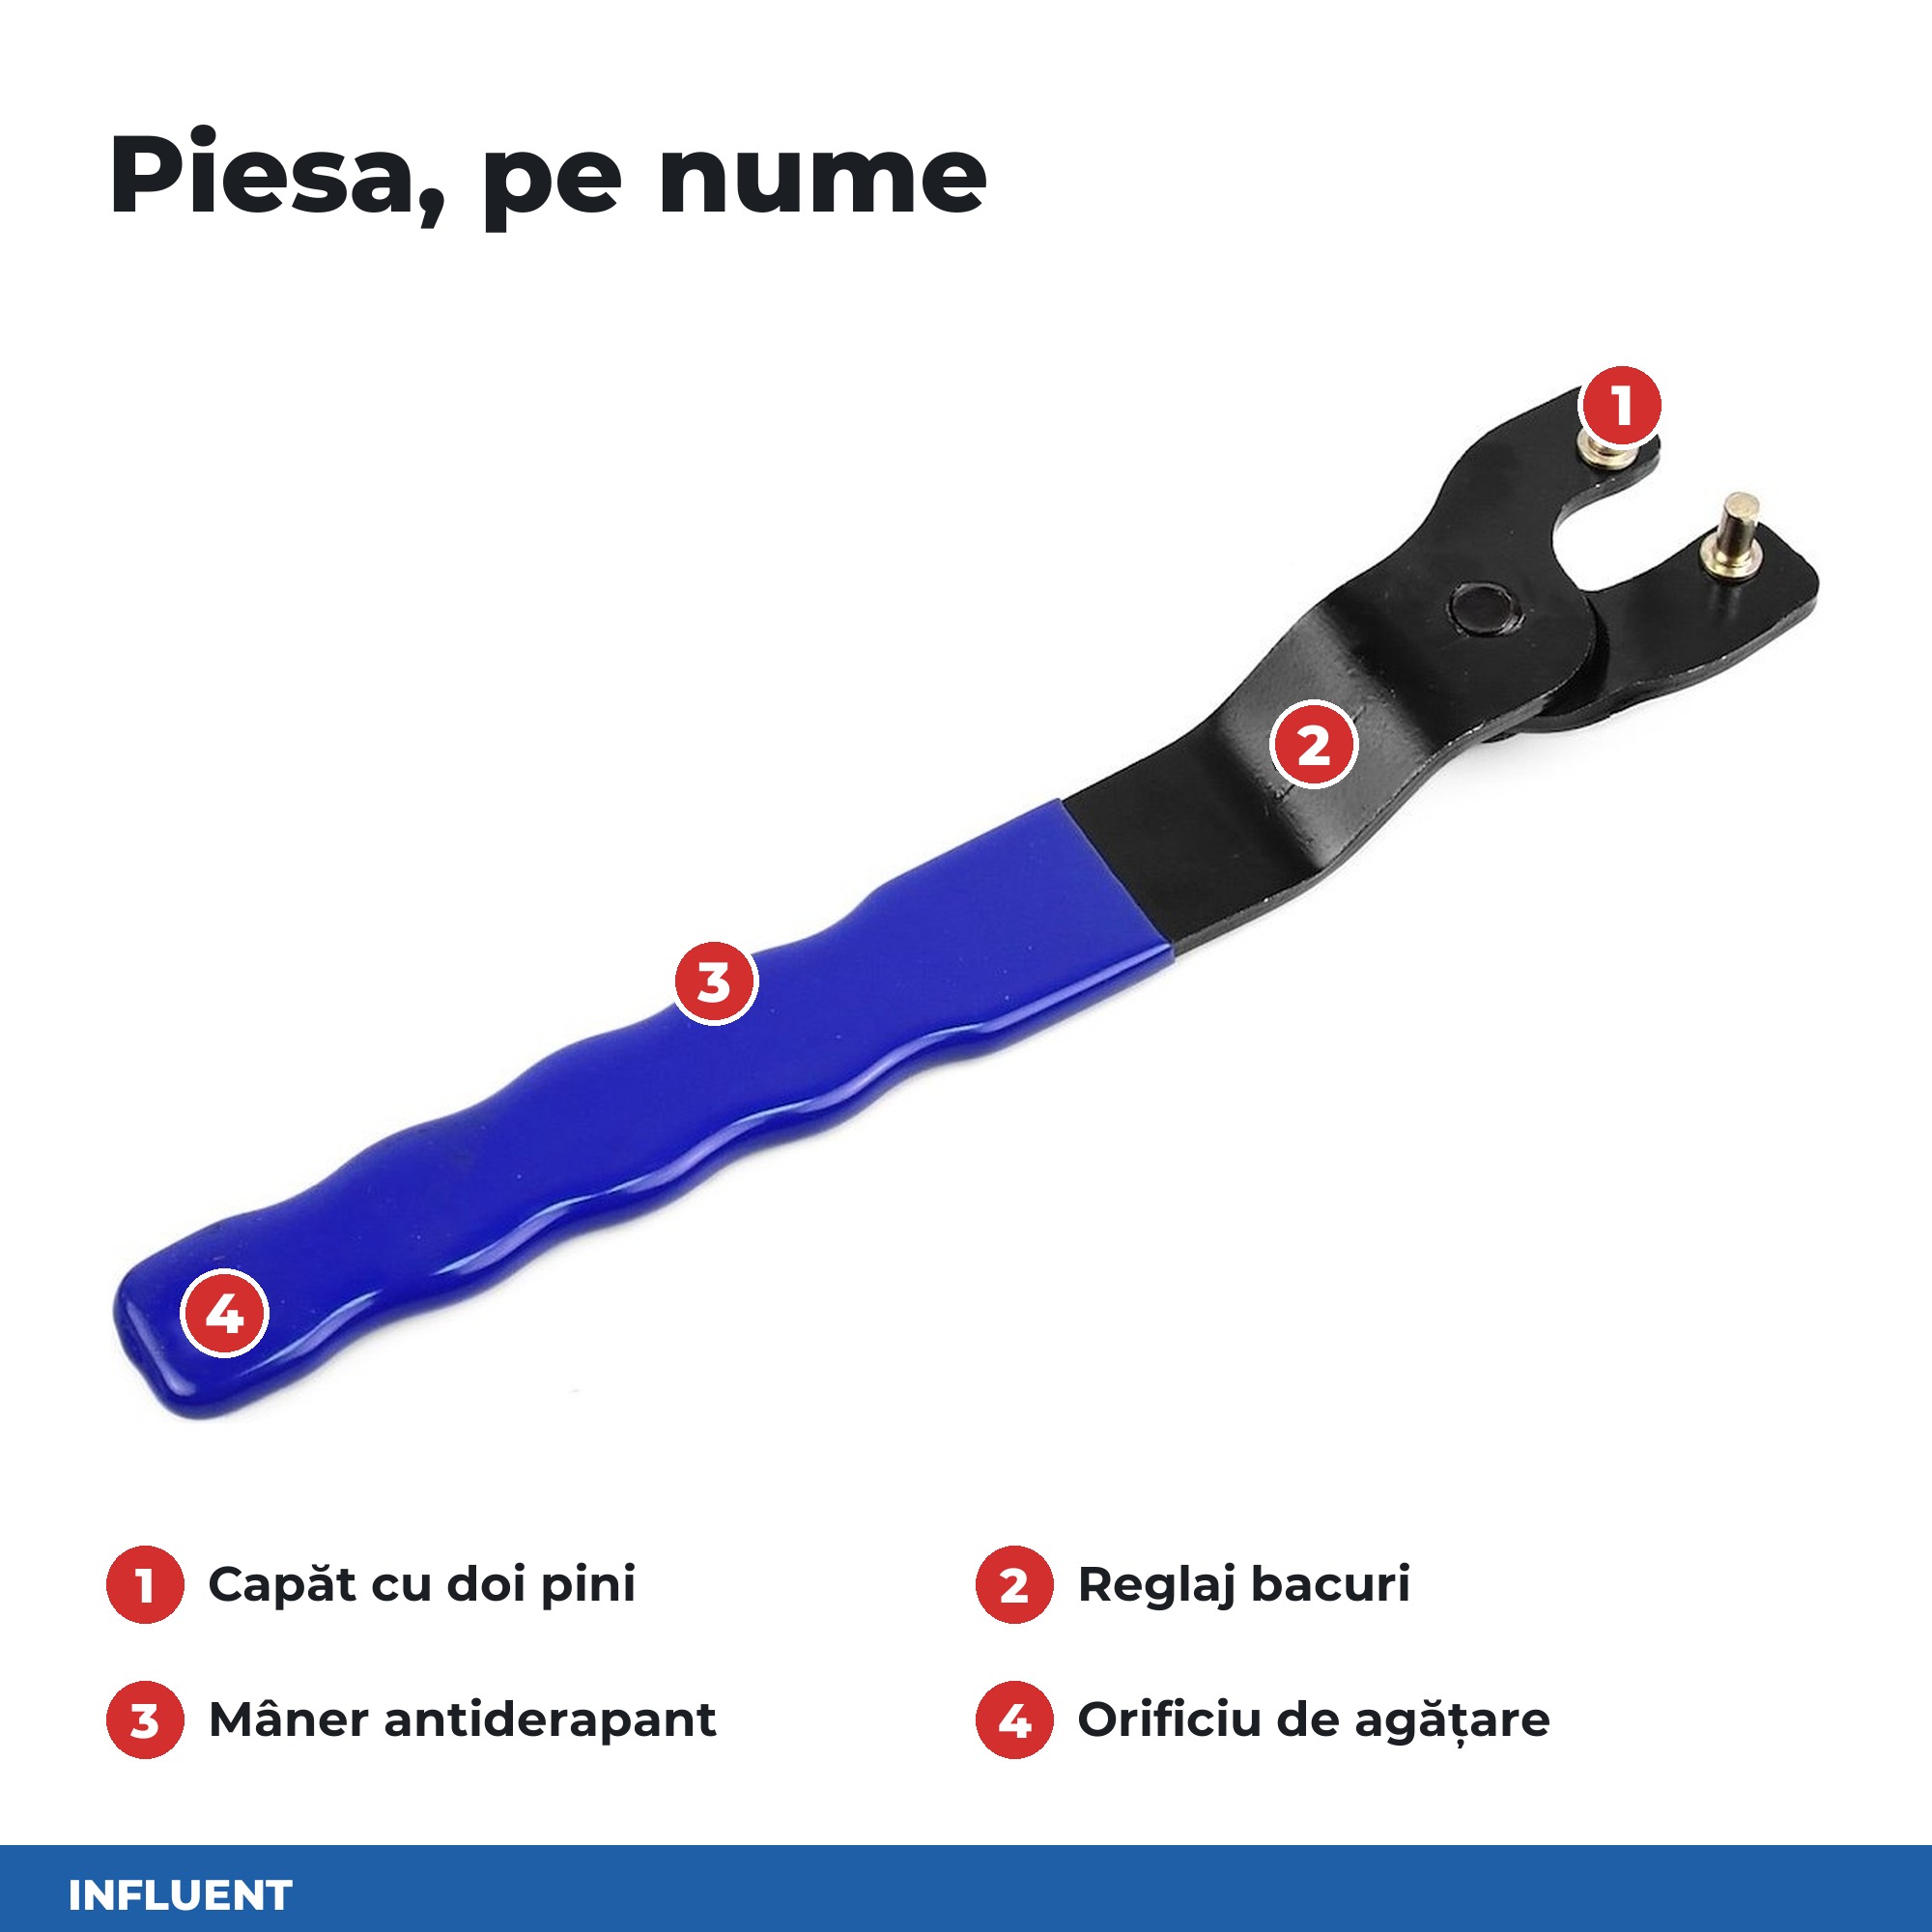 Piesa, pe nume
1
2
3
4
1 Capăt cu doi pini
2 Reglaj bacuri
3 Mâner antiderapant
4 Orificiu de agățare
INFLUENT